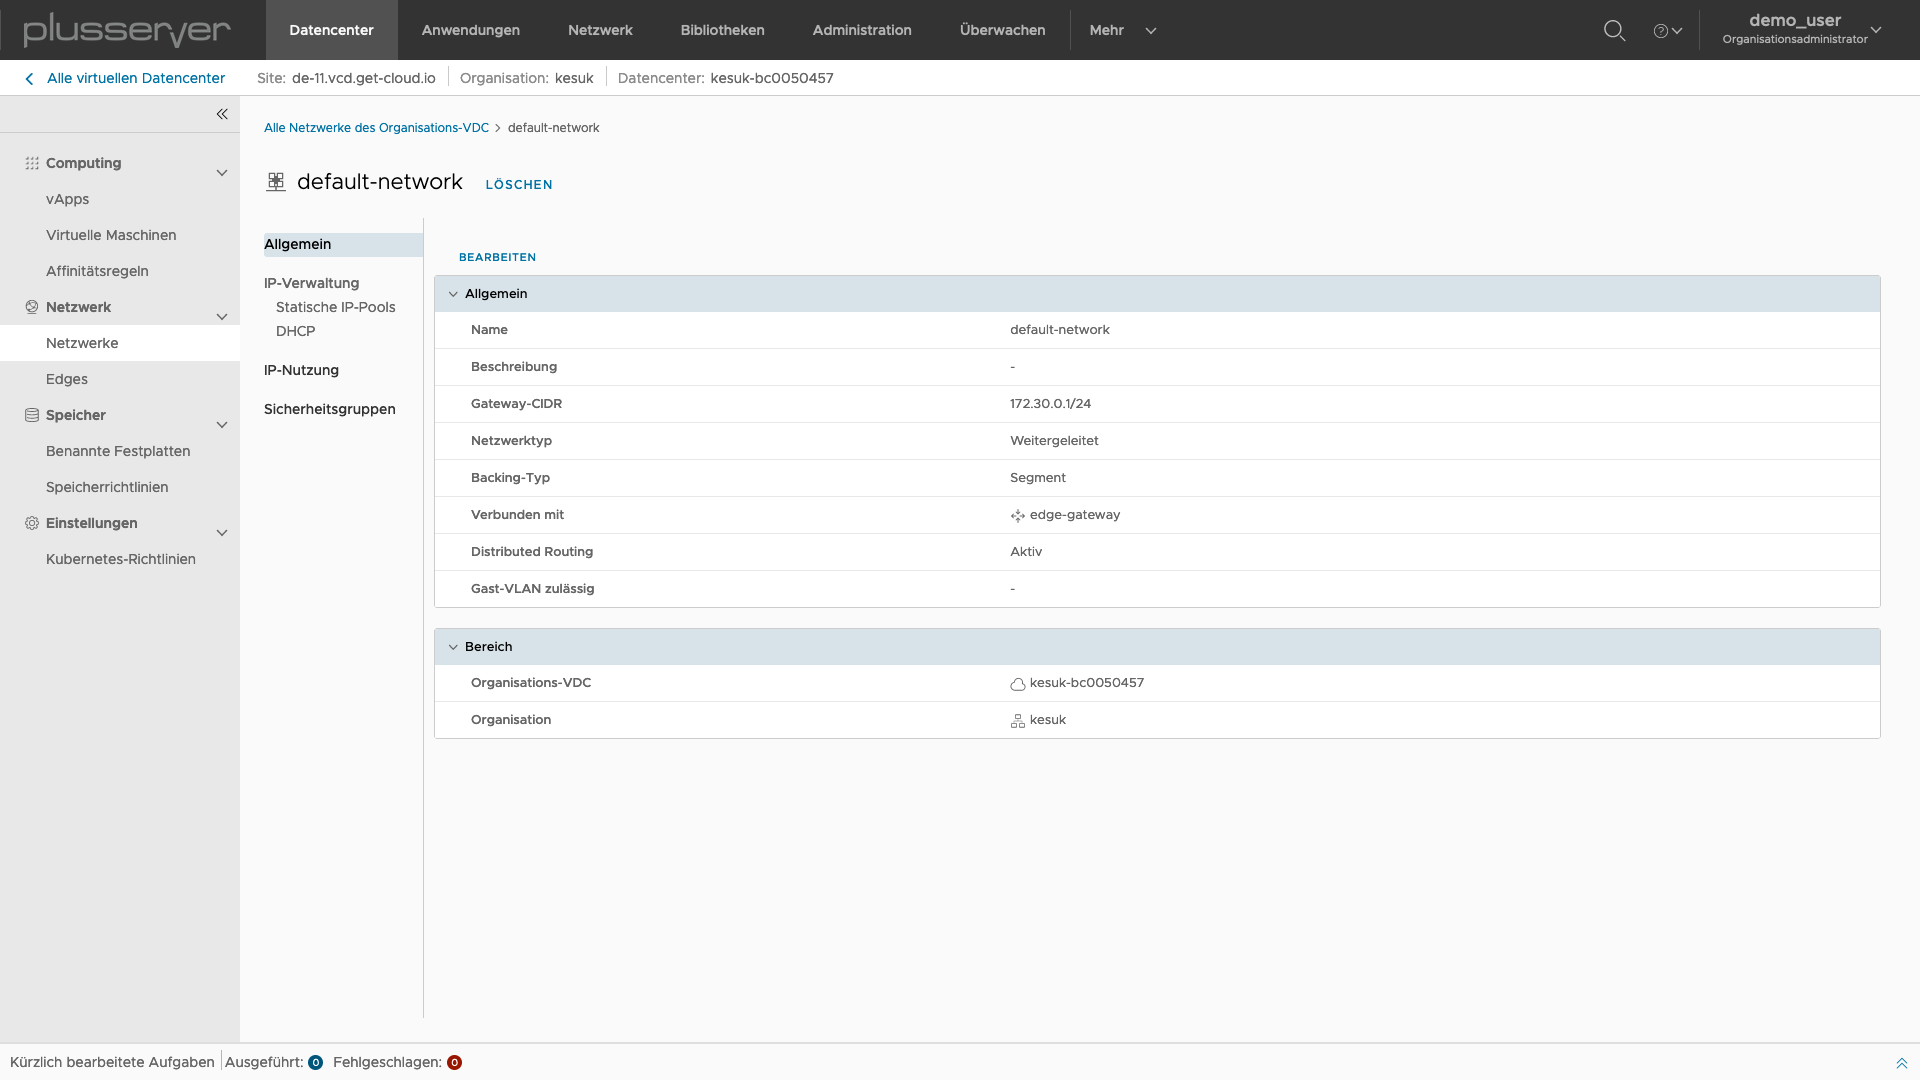 plusserver
Datencenter
Anwendungen
Netzwerk
Bibliotheken
Administration
Überwachen
Mehr
demo_user
Organisationsadministrator
Alle virtuellen Datencenter
Site: de-11.vcd.get-cloud.io
Organisation: kesuk
Datencenter: kesuk-bc0050457
Computing
vApps
Virtuelle Maschinen
Affinitätsregeln
Netzwerk
Netzwerke
Edges
Speicher
Benannte Festplatten
Speicherrichtlinien
Einstellungen
Kubernetes-Richtlinien
Alle Netzwerke des Organisations-VDC > default-network
default-network LÖSCHEN
Allgemein
IP-Verwaltung
Statische IP-Pools
DHCP
IP-Nutzung
Sicherheitsgruppen
BEARBEITEN
Allgemein
Name default-network
Beschreibung -
Gateway-CIDR 172.30.0.1/24
Netzwerktyp Weitergeleitet
Backing-Typ Segment
Verbunden mit edge-gateway
Distributed Routing Aktiv
Gast-VLAN zulässig -
Bereich
Organisations-VDC kesuk-bc0050457
Organisation kesuk
Kürzlich bearbeitete Aufgaben Ausgeführt: 0 Fehlgeschlagen: 0